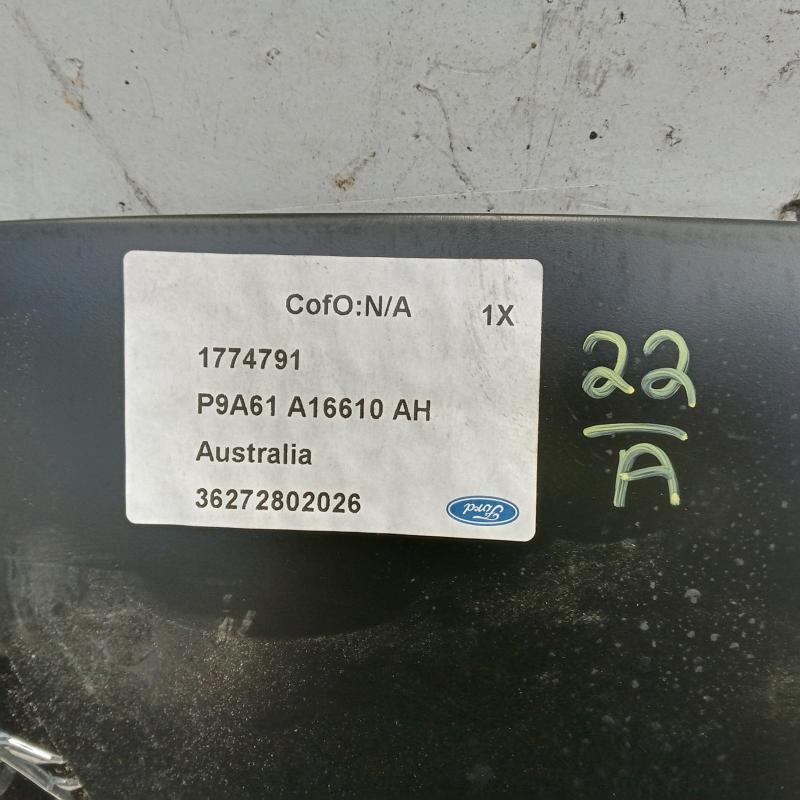 CofO:N/A
1X
1774791
P9A61 A16610 AH
Australia
36272802026
Ford
22
A